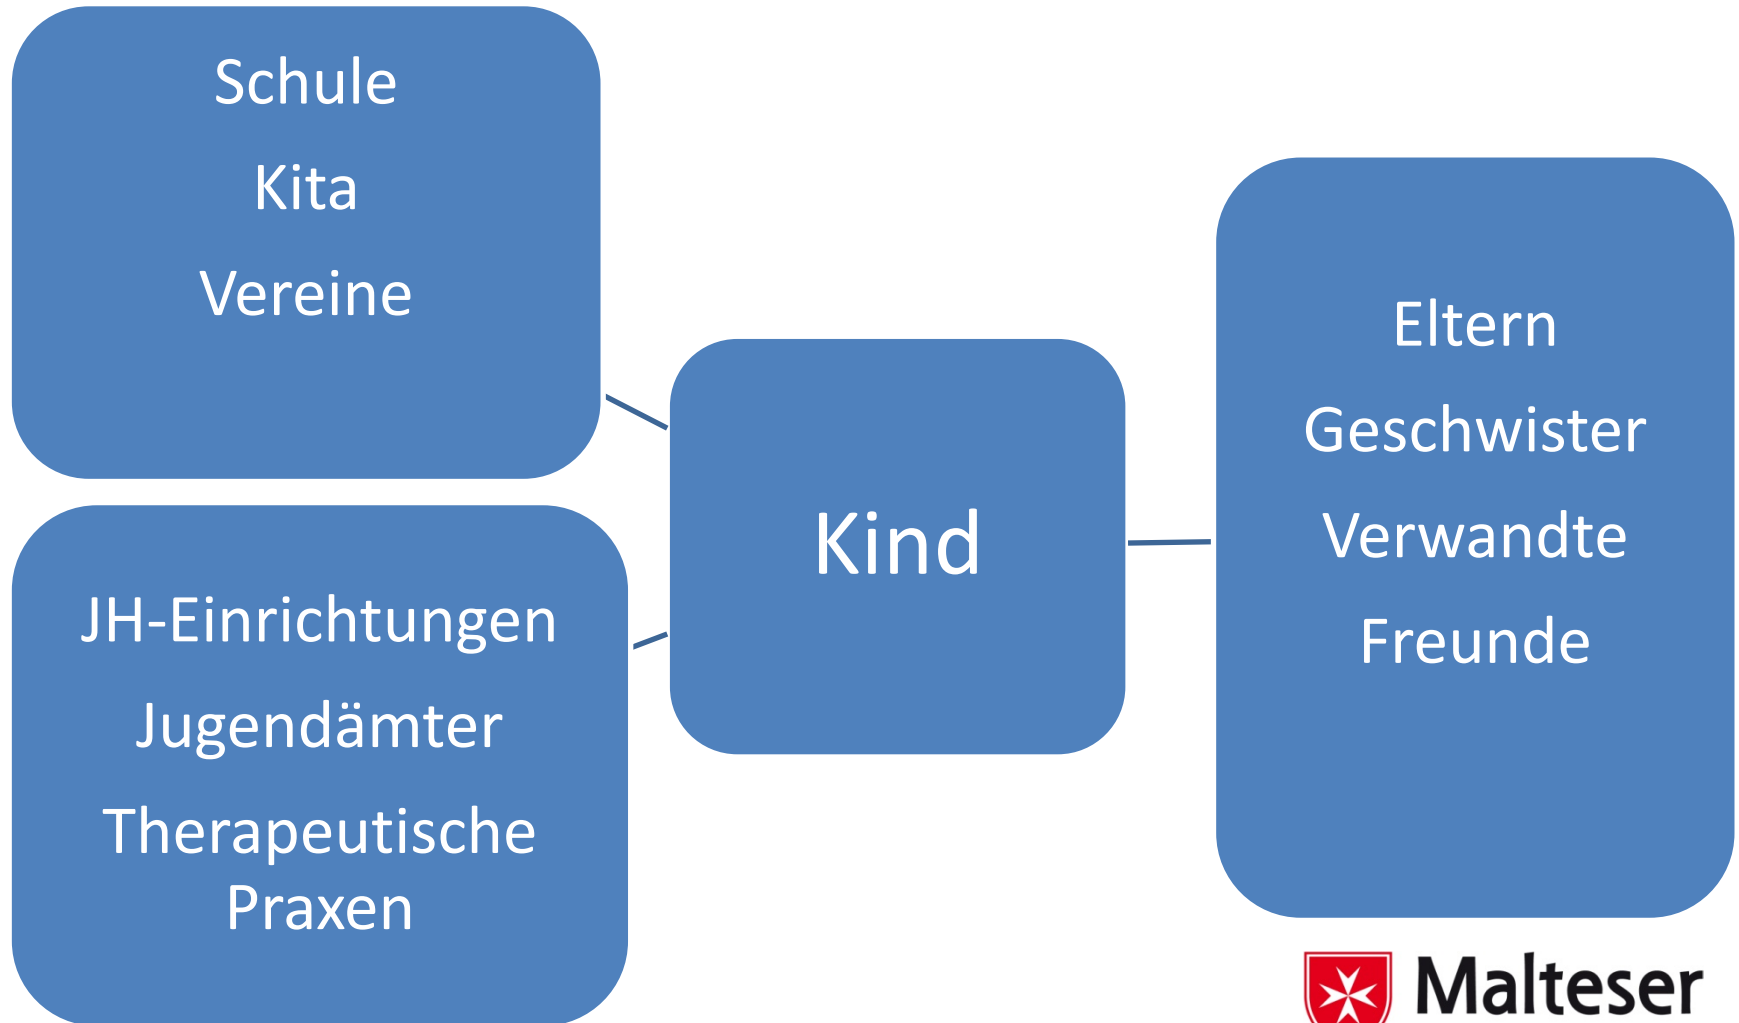 Schule
Kita
Vereine
JH-Einrichtungen
Jugendämter
Therapeutische
Praxen
Kind
Eltern
Geschwister
Verwandte
Freunde
Malteser